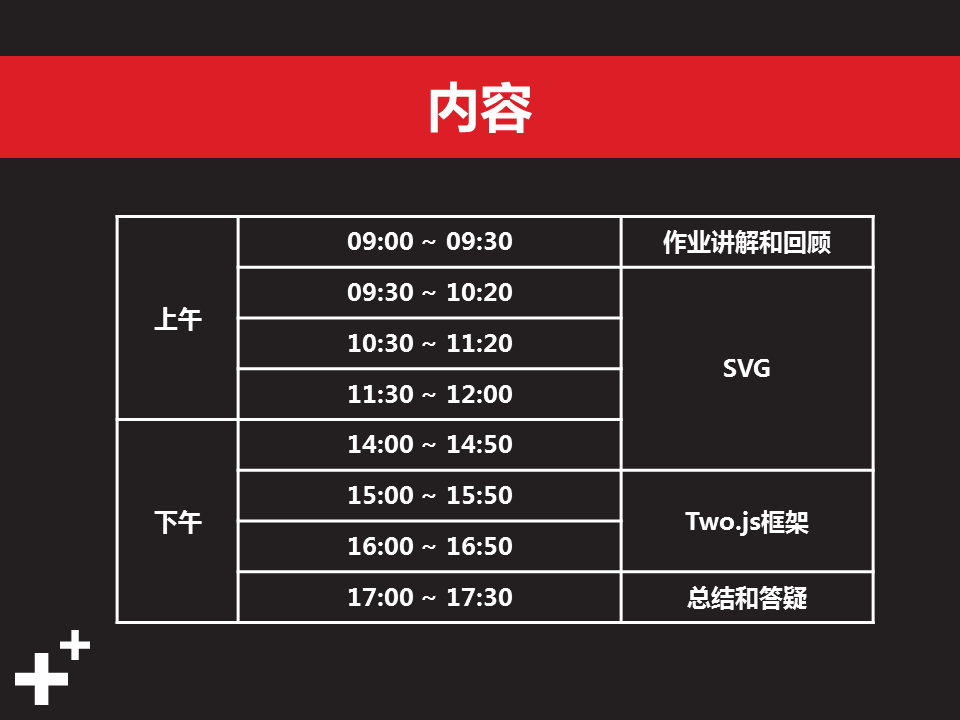 内容
上午
09:00 ~ 09:30
作业讲解和回顾
09:30 ~ 10:20
SVG
10:30 ~ 11:20
11:30 ~ 12:00
下午
14:00 ~ 14:50
15:00 ~ 15:50
Two.js框架
16:00 ~ 16:50
17:00 ~ 17:30
总结和答疑